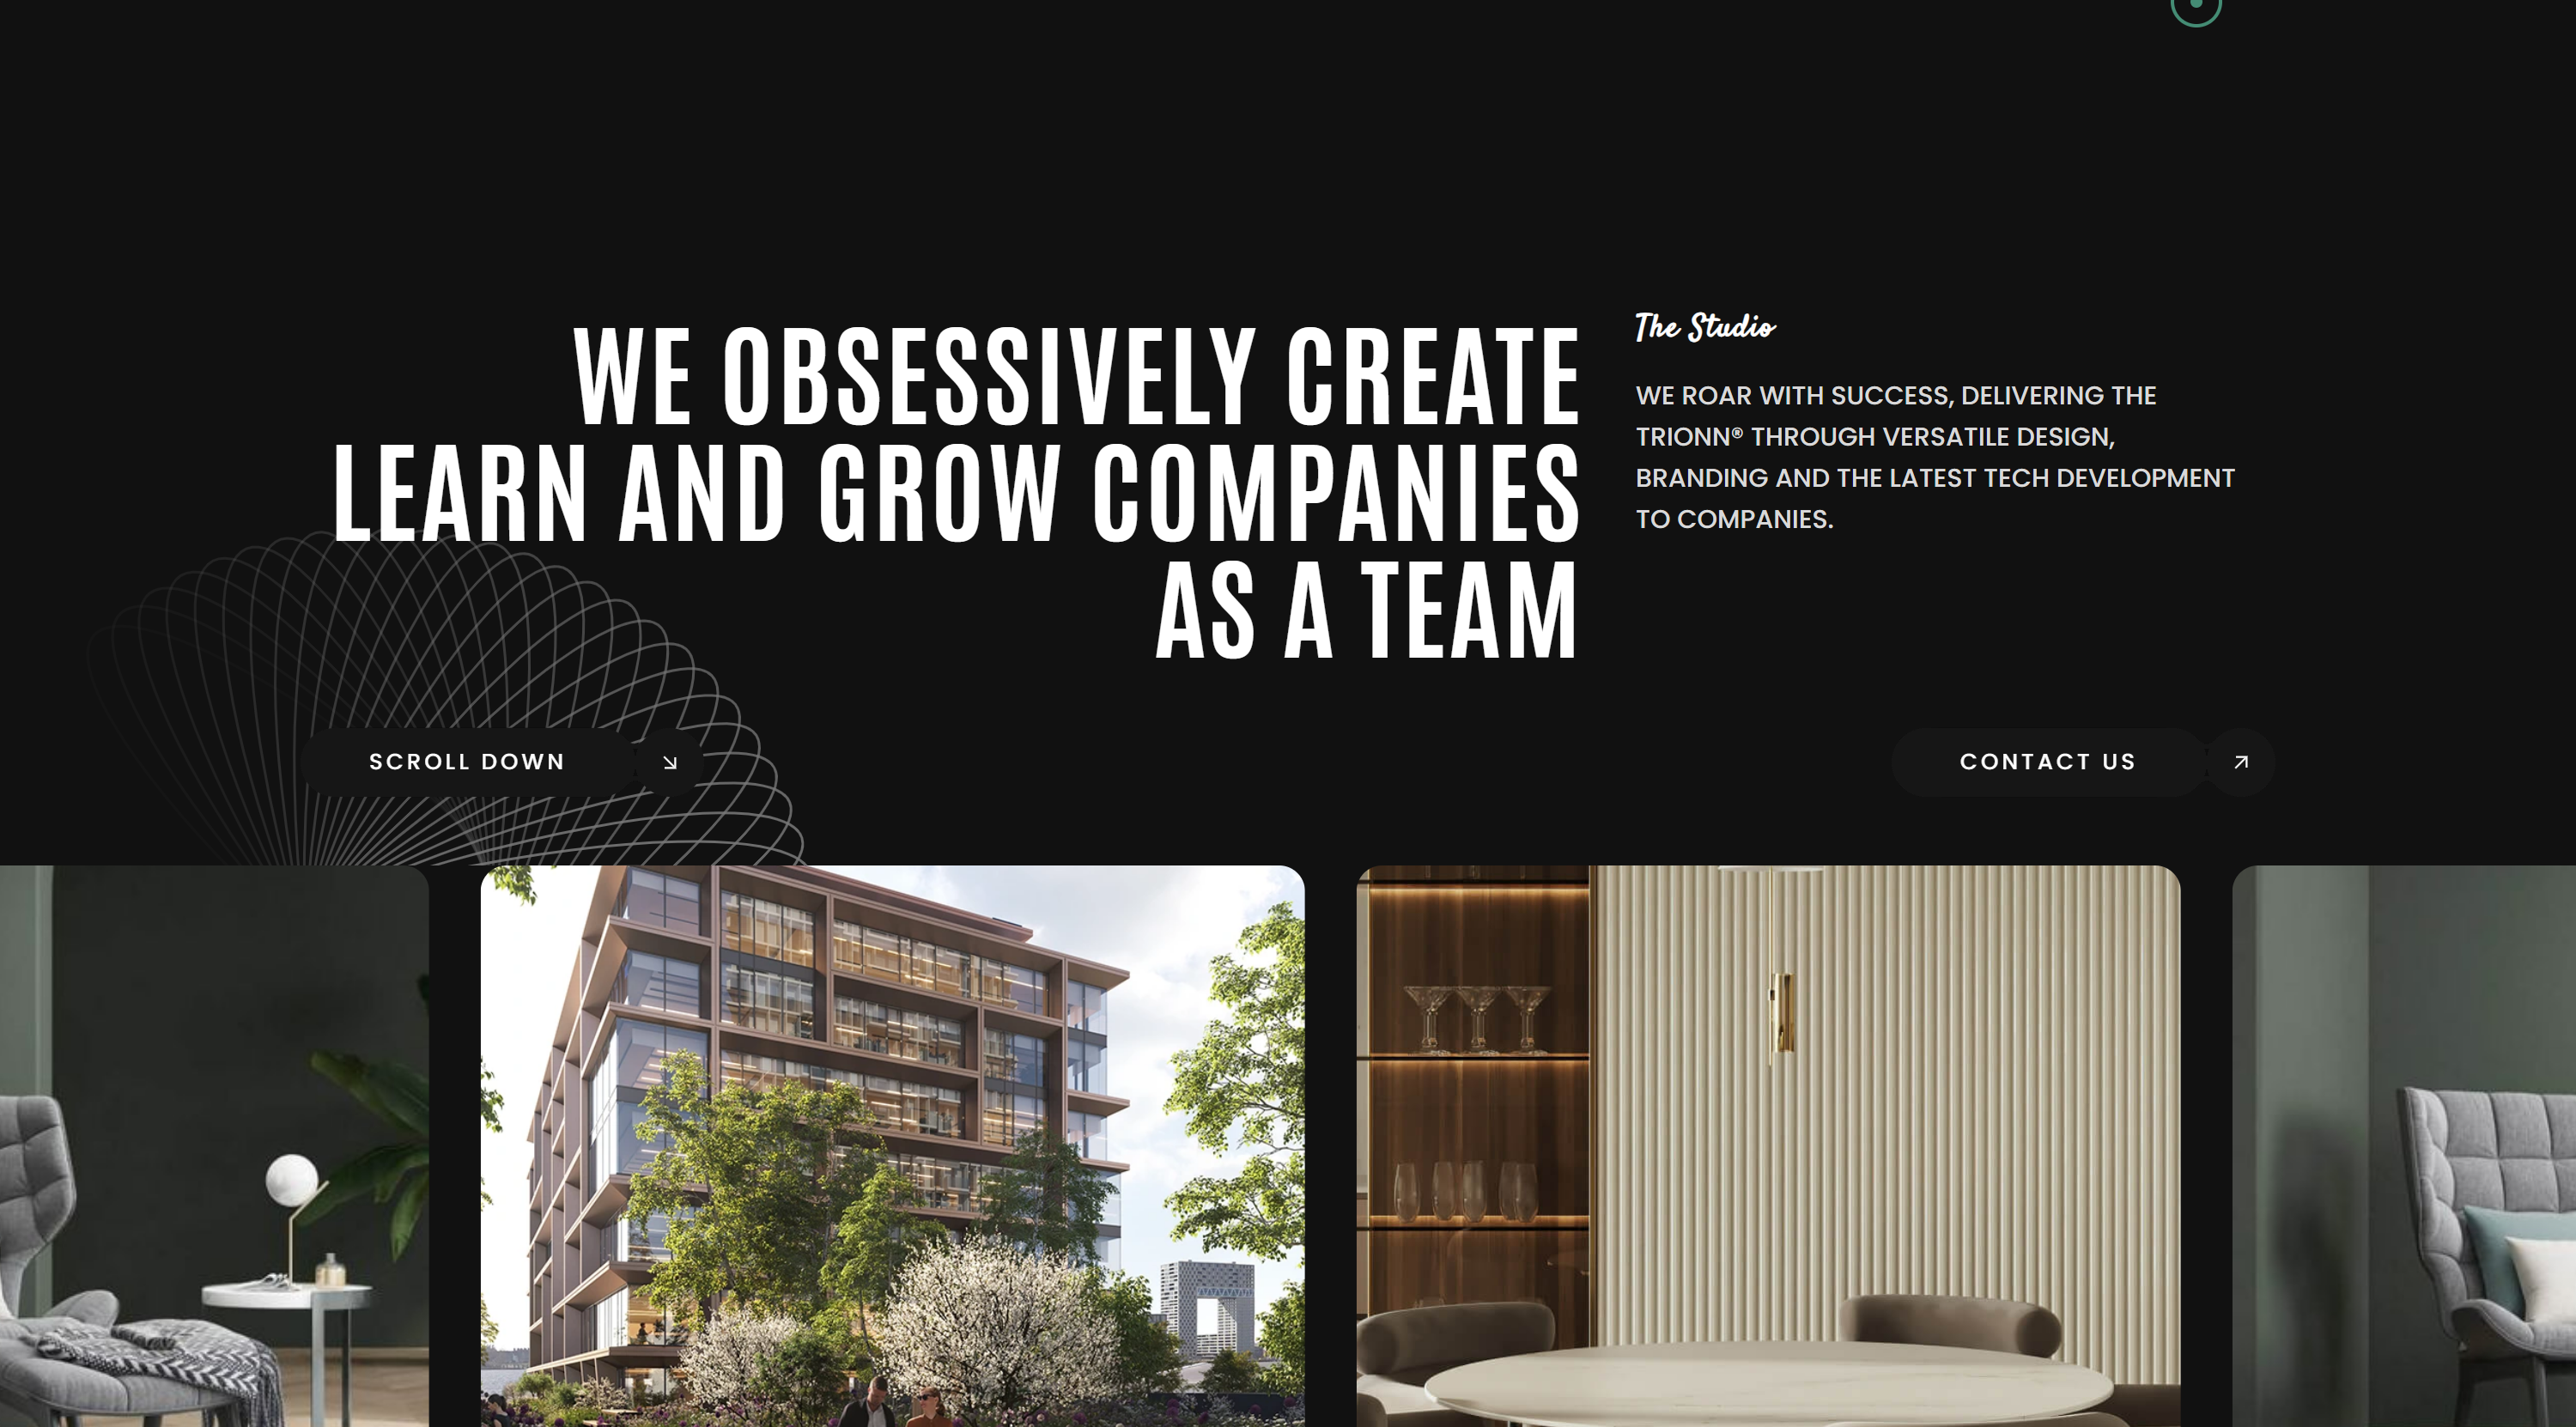 WE OBSESSIVELY CREATE
LEARN AND GROW COMPANIES
AS A TEAM
The Studio
WE ROAR WITH SUCCESS, DELIVERING THE
TRIONN® THROUGH VERSATILE DESIGN,
BRANDING AND THE LATEST TECH DEVELOPMENT
TO COMPANIES.
SCROLL DOWN
CONTACT US